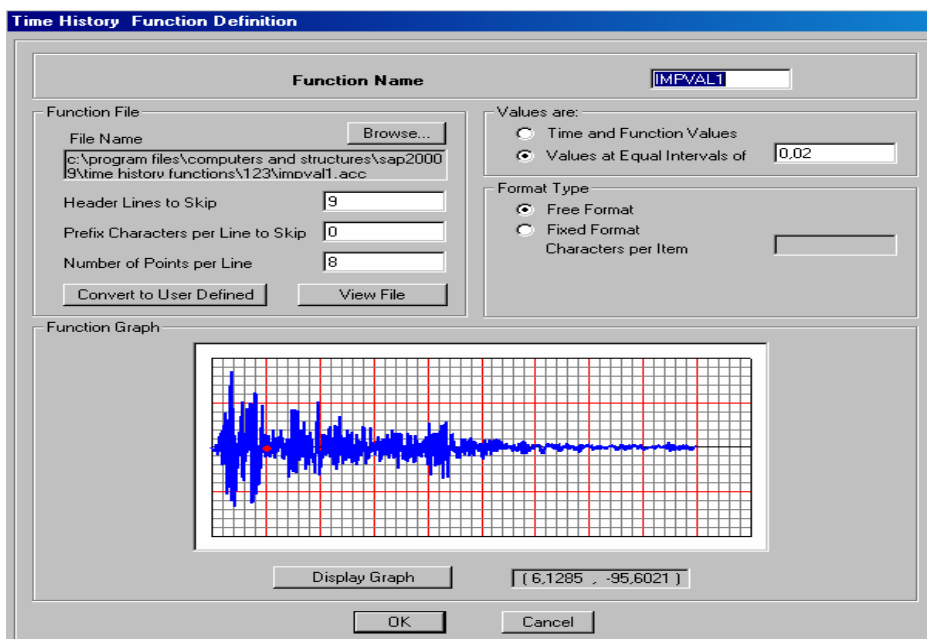 Time History Function Definition
Function Name
IMPVAL1
Function File
File Name
Browse...
c:\program files\computers and structures\sap2000
9\time history functions\123\impval1.acc
Header Lines to Skip
9
Prefix Characters per Line to Skip
0
Number of Points per Line
8
Convert to User Defined
View File
Values are:
Time and Function Values
Values at Equal Intervals of
0,02
Format Type
Free Format
Fixed Format
Characters per Item
Function Graph
Display Graph
( 6,1285 , -95,6021 )
OK
Cancel